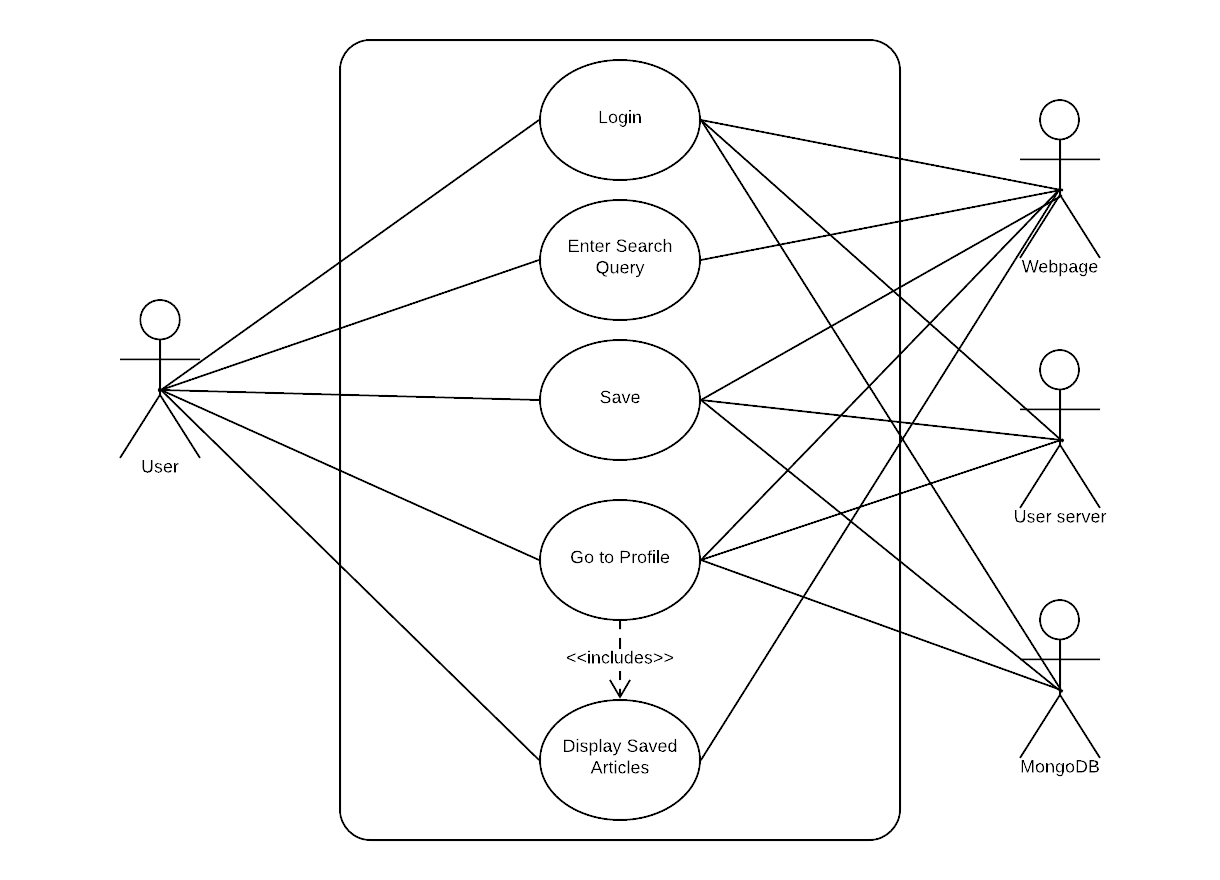 Login
Enter Search
Query
Save
Go to Profile
<<includes>>
Display Saved
Articles
User
Webpage
User server
MongoDB